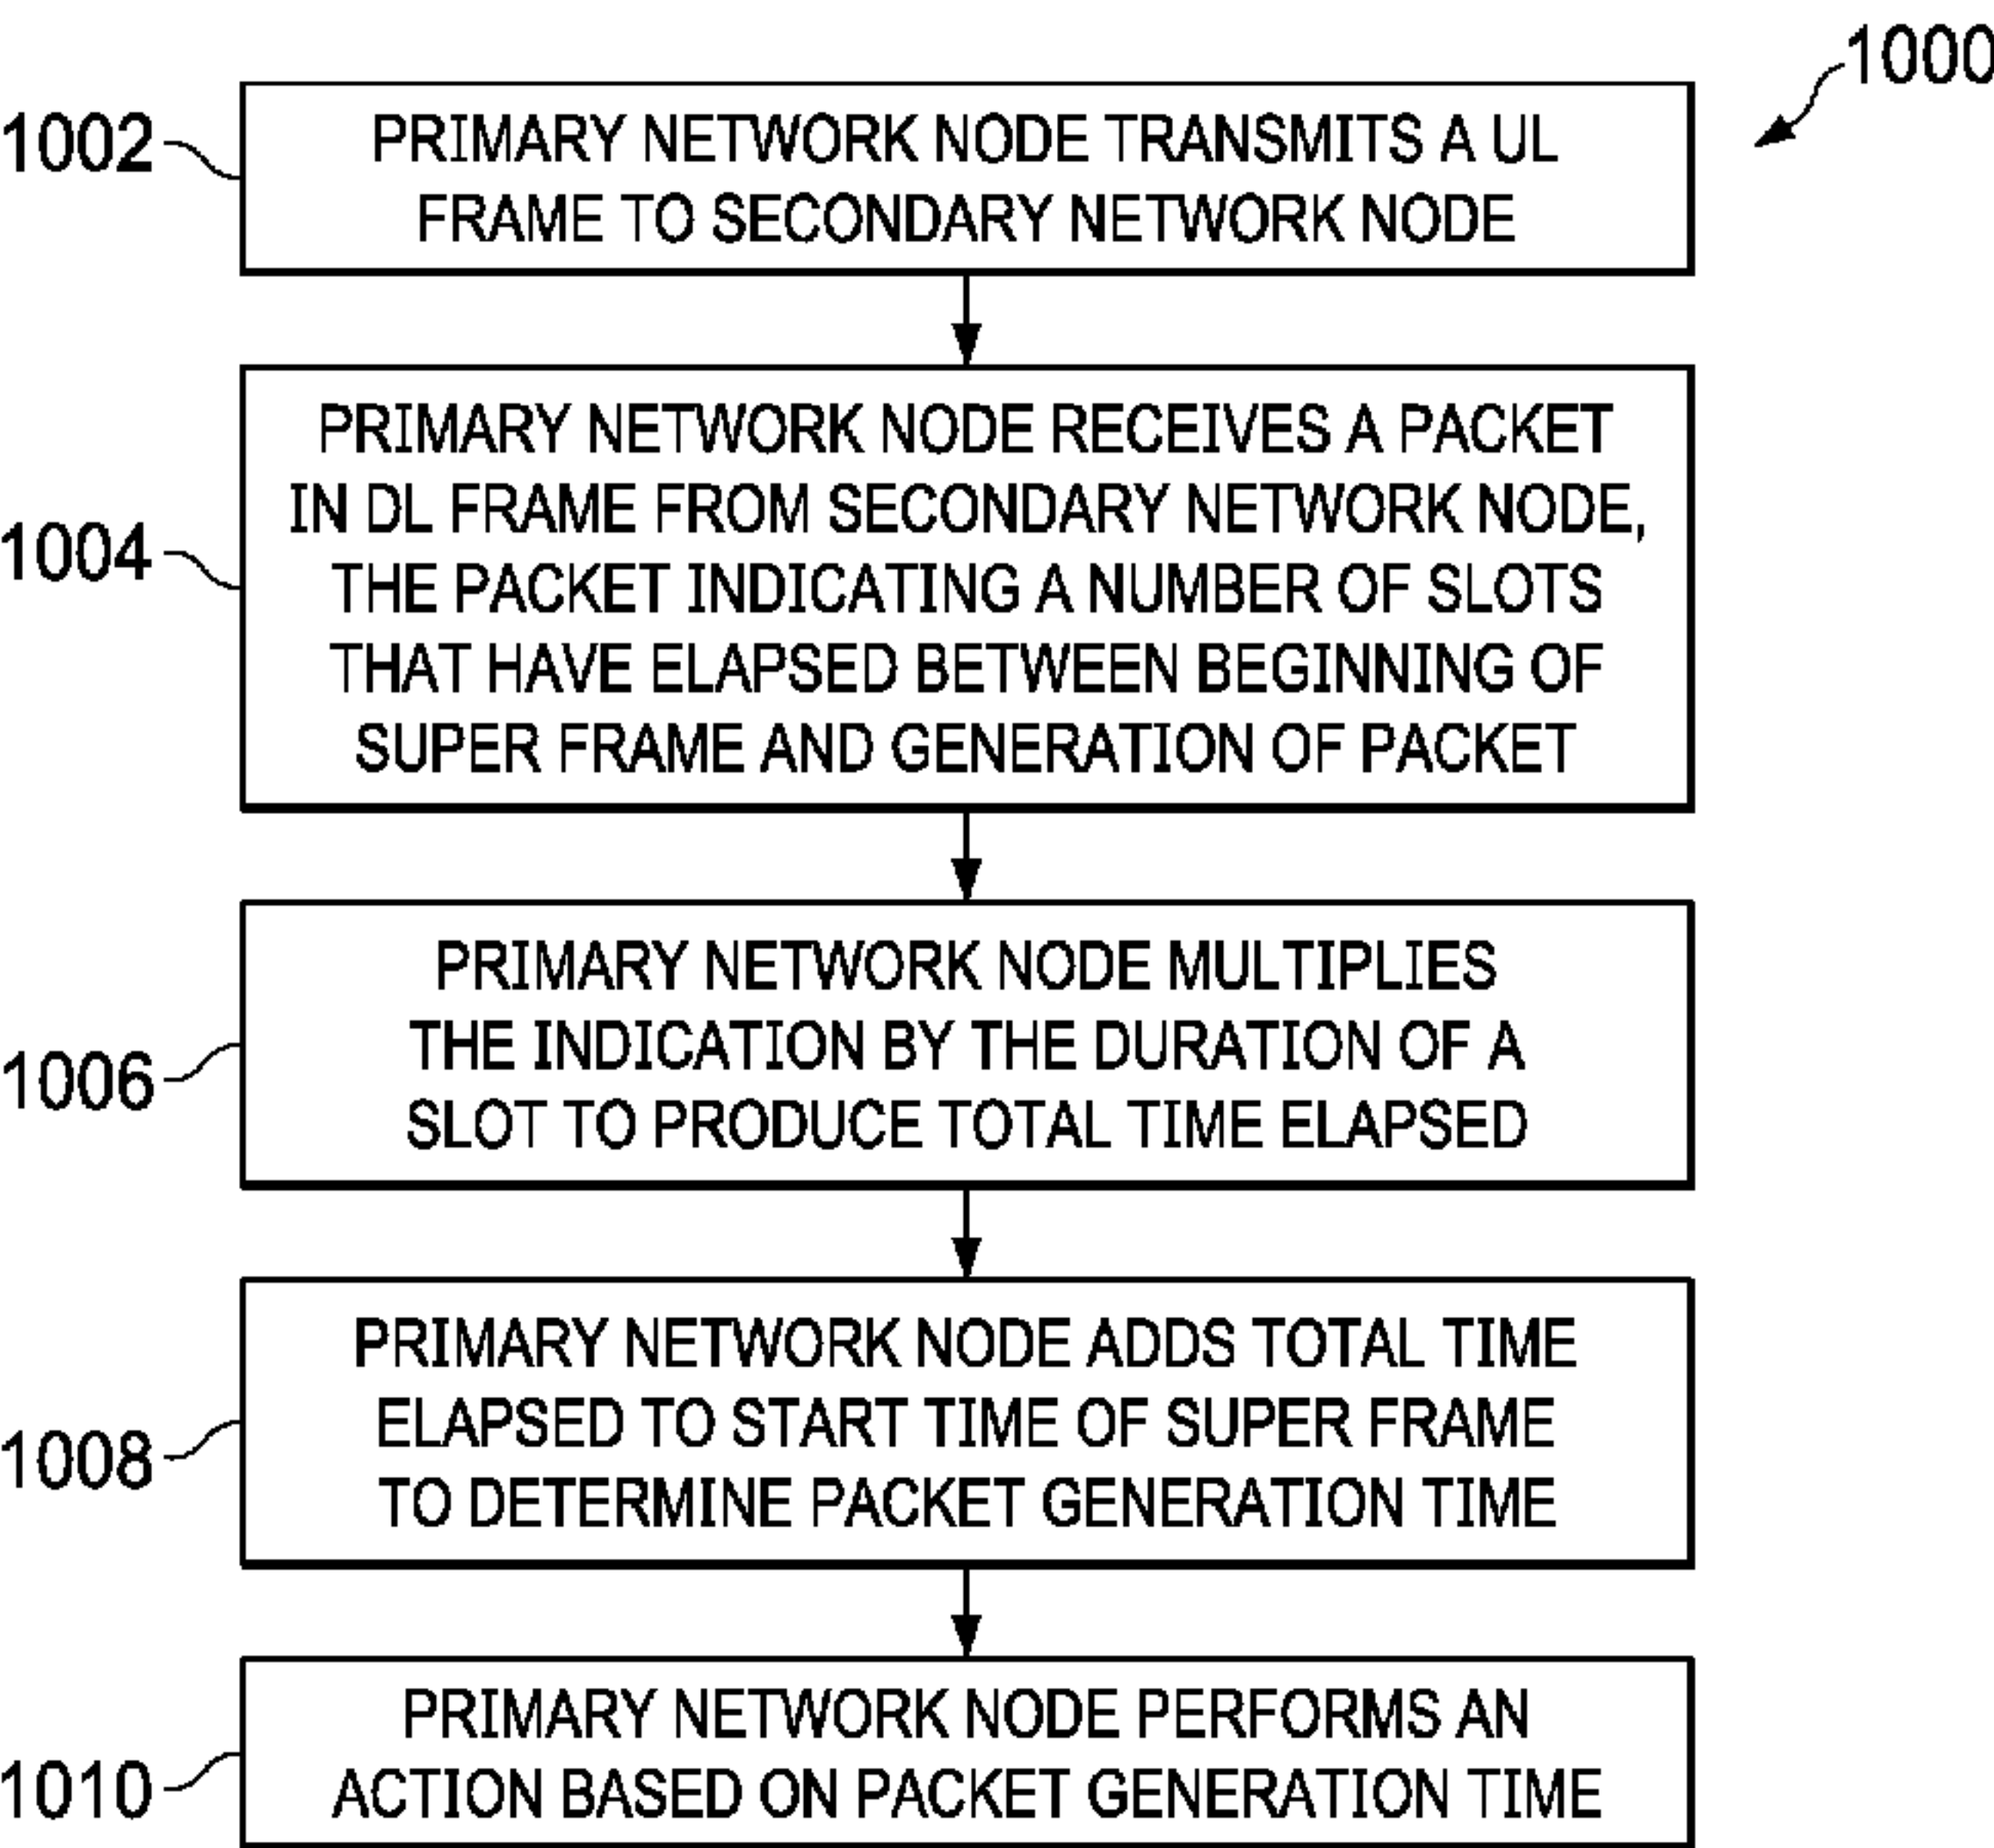 1000
1002
PRIMARY NETWORK NODE TRANSMITS A UL
FRAME TO SECONDARY NETWORK NODE
1004
PRIMARY NETWORK NODE RECEIVES A PACKET
IN DL FRAME FROM SECONDARY NETWORK NODE,
THE PACKET INDICATING A NUMBER OF SLOTS
THAT HAVE ELAPSED BETWEEN BEGINNING OF
SUPER FRAME AND GENERATION OF PACKET
1006
PRIMARY NETWORK NODE MULTIPLIES
THE INDICATION BY THE DURATION OF A
SLOT TO PRODUCE TOTAL TIME ELAPSED
1008
PRIMARY NETWORK NODE ADDS TOTAL TIME
ELAPSED TO START TIME OF SUPER FRAME
TO DETERMINE PACKET GENERATION TIME
1010
PRIMARY NETWORK NODE PERFORMS AN
ACTION BASED ON PACKET GENERATION TIME